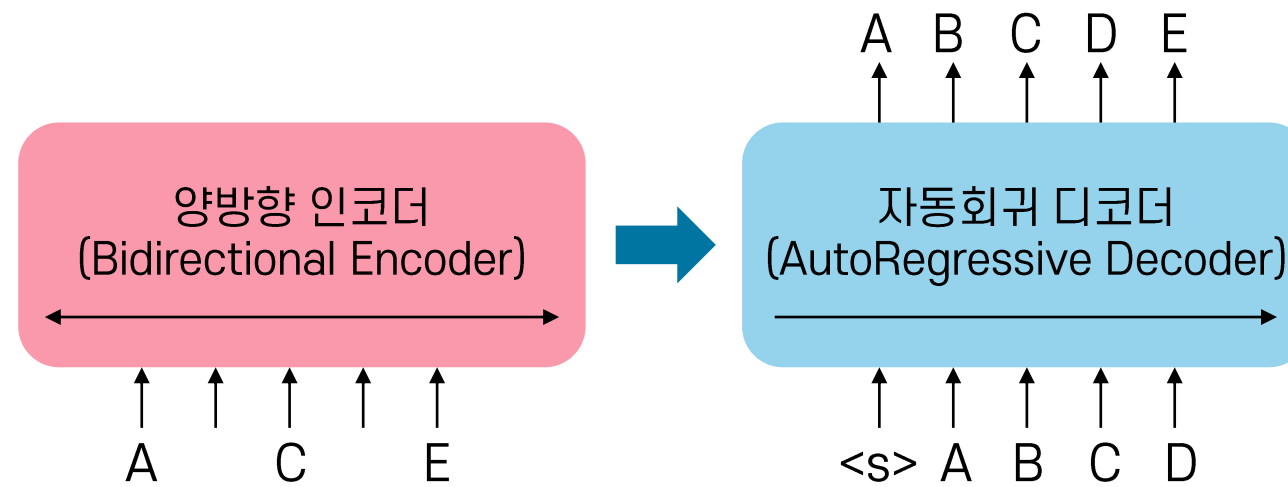 A B C D E
양방향 인코더
(Bidirectional Encoder)
자동회귀 디코더
(AutoRegressive Decoder)
A C E
<s> A B C D